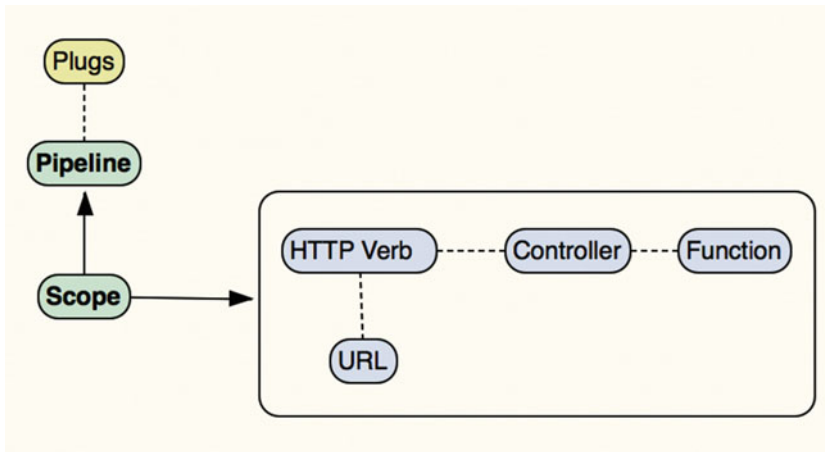 Plugs
Pipeline
HTTP Verb
Controller
Function
Scope
URL